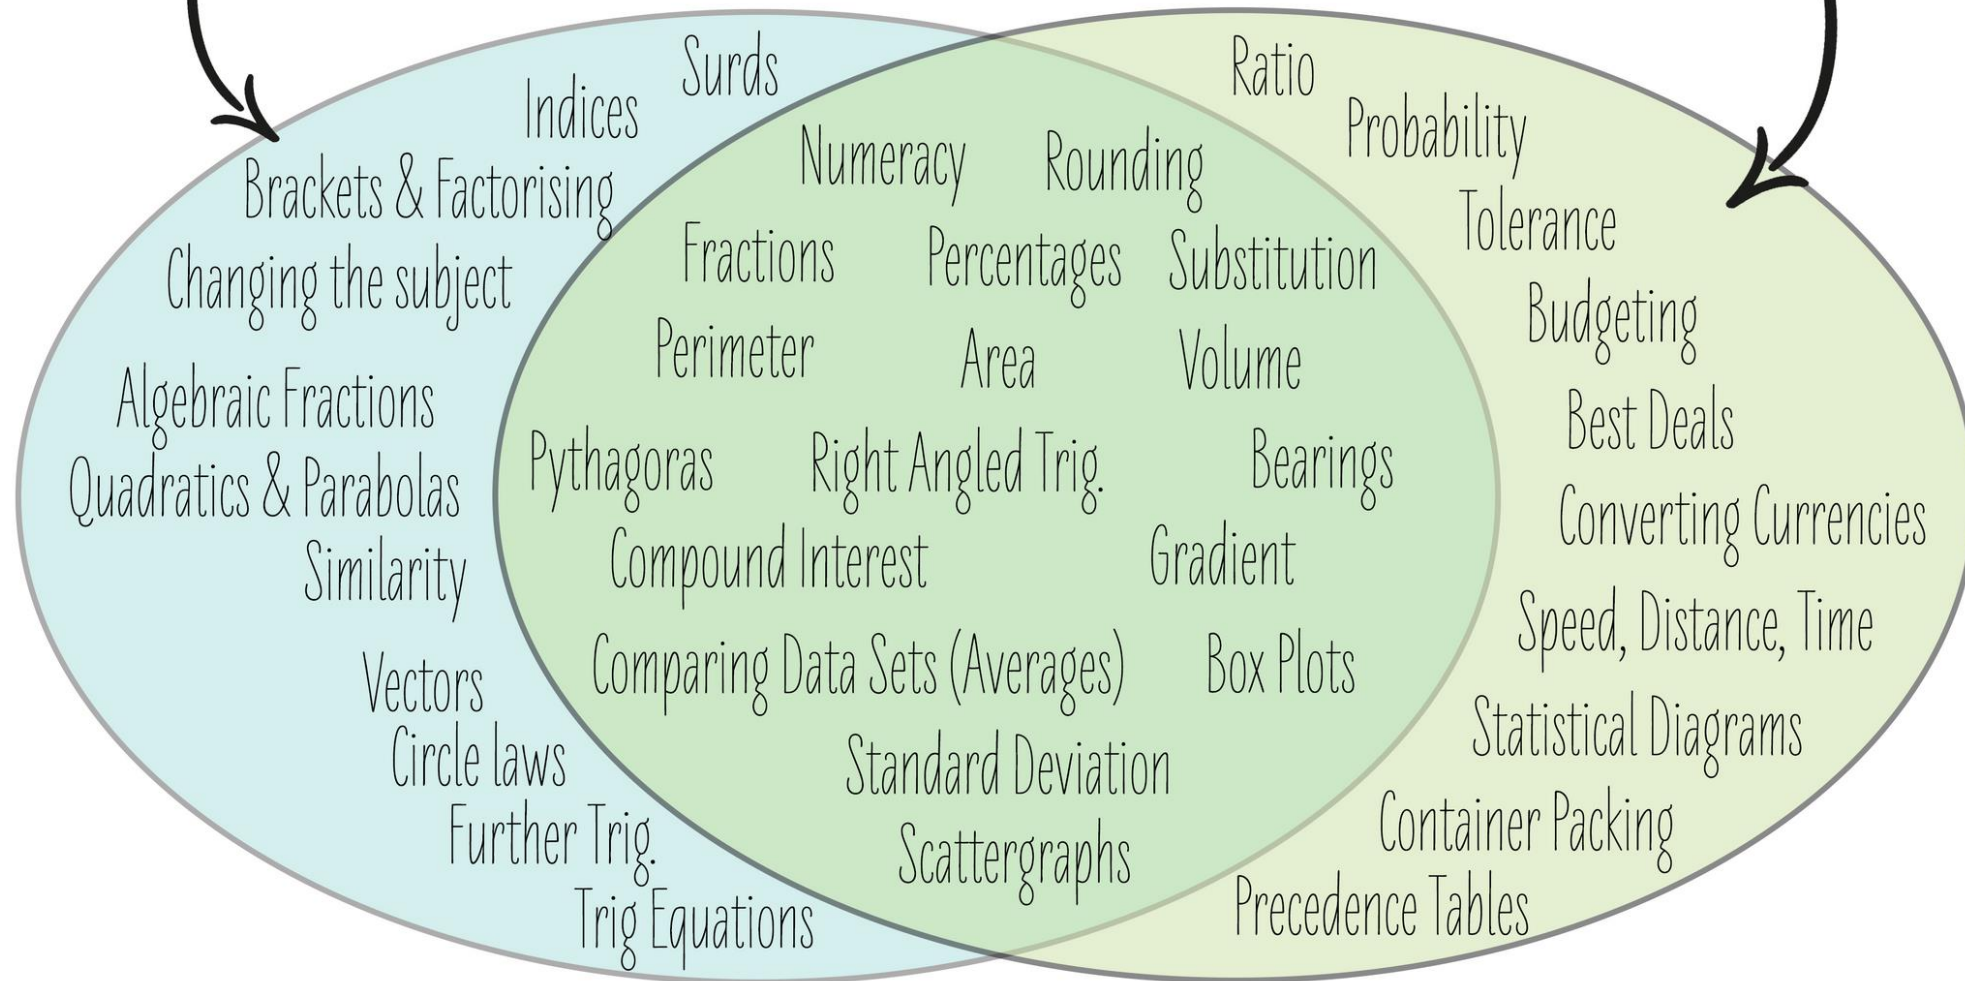 Surds
Indices
Brackets & Factorising
Changing the subject
Algebraic Fractions
Quadratics & Parabolas
Similarity
Vectors
Circle laws
Further Trig.
Trig Equations
Numeracy Rounding
Fractions Percentages Substitution
Perimeter Area Volume
Pythagoras Right Angled Trig. Bearings
Compound Interest Gradient
Comparing Data Sets (Averages) Box Plots
Standard Deviation
Scattergraphs
Ratio
Probability
Tolerance
Budgeting
Best Deals
Converting Currencies
Speed, Distance, Time
Statistical Diagrams
Container Packing
Precedence Tables